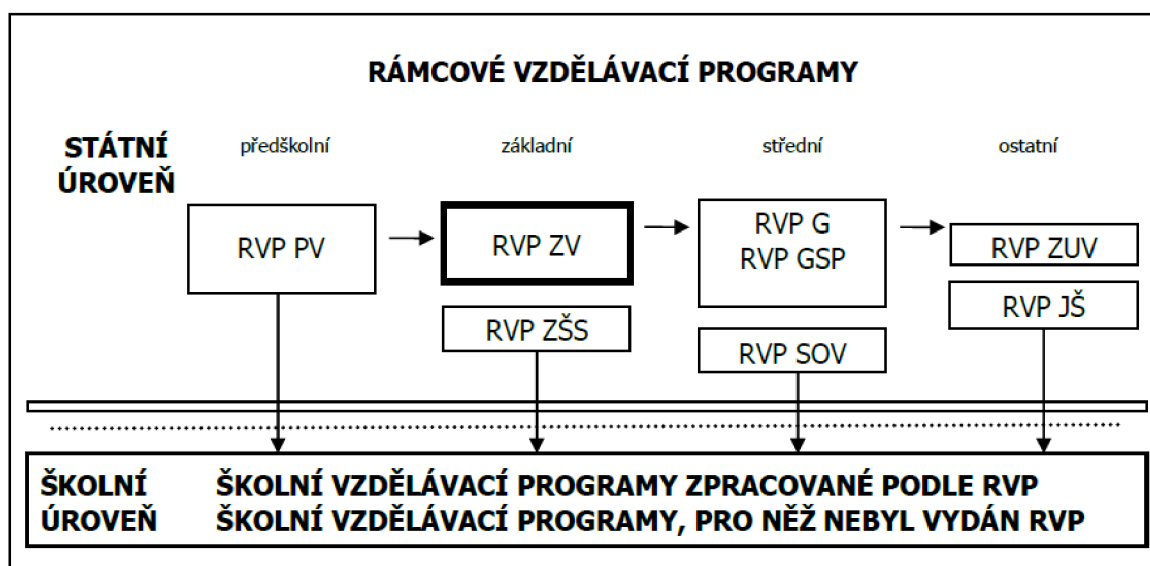 RÁMCOVÉ VZDĚLÁVACÍ PROGRAMY
STÁTNÍ
ÚROVEŇ
předškolní
základní
střední
ostatní
RVP PV
RVP ZV
RVP G
RVP GSP
RVP ZUV
RVP ZŠS
RVP SOV
RVP JŠ
ŠKOLNÍ ŠKOLNÍ VZDĚLÁVACÍ PROGRAMY ZPRACOVANÉ PODLE RVP
ÚROVEŇ ŠKOLNÍ VZDĚLÁVACÍ PROGRAMY, PRO NĚŽ NEBYL VYDÁN RVP